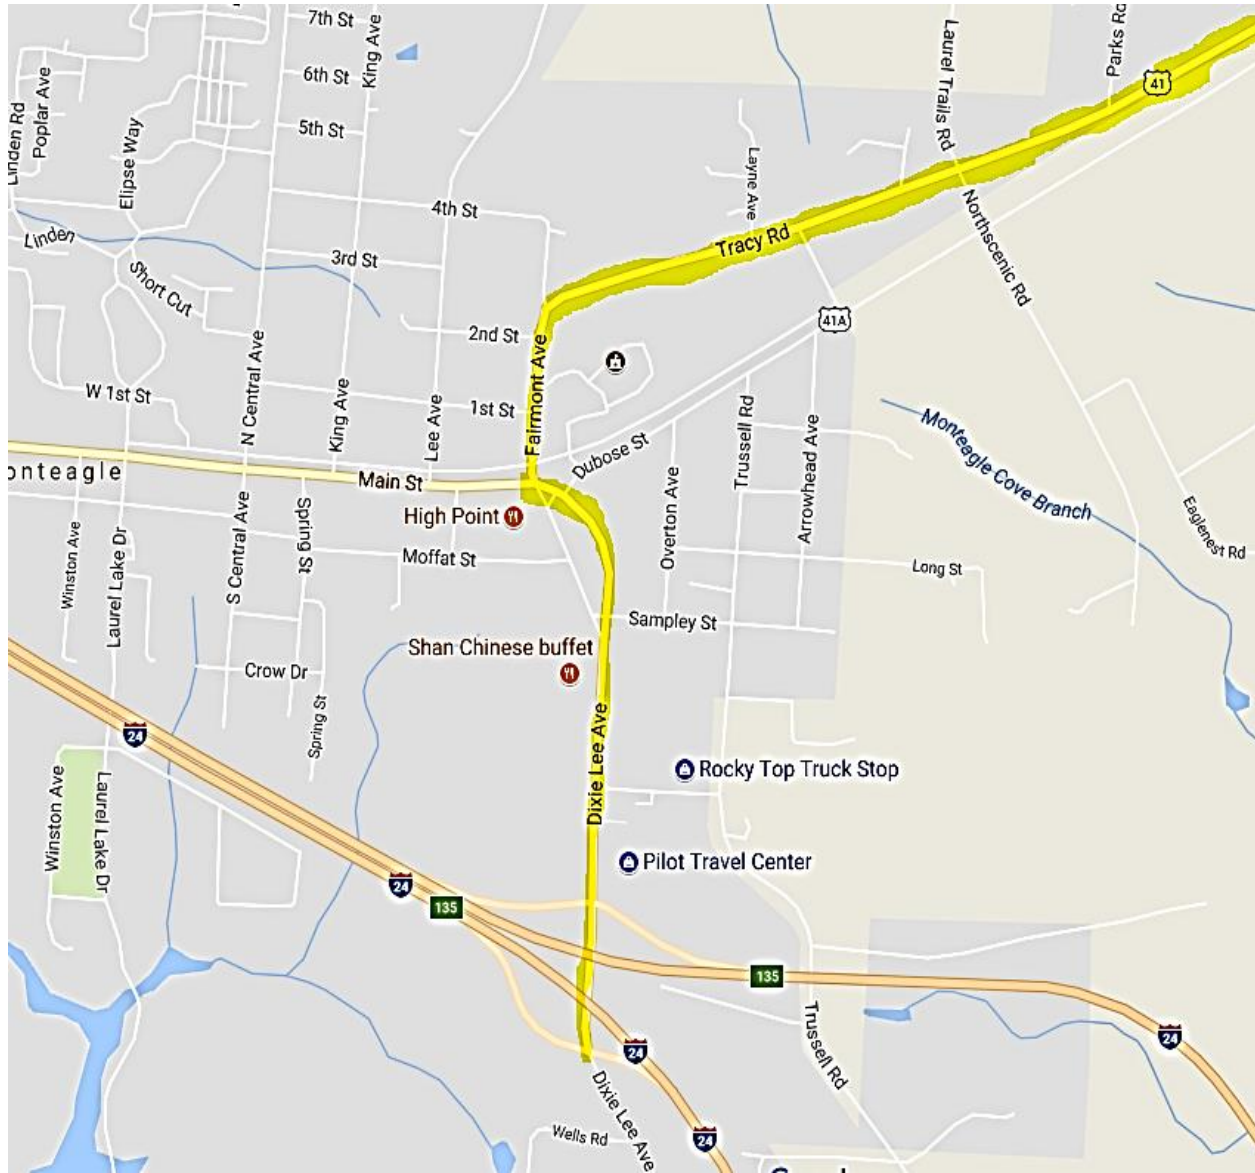 7th St
King Ave
Laurel Trails Rd
Parks Rd
6th St
41
Linden Rd
Poplar Ave
5th St
Elipse Way
Layne Ave
4th St
Northscenic Rd
Linden
Tracy Rd
3rd St
Short Cut
41A
2nd St
Fairmont Ave
N Central Ave
W 1st St
King Ave
Lee Ave
1st St
Trussell Rd
Arrowhead Ave
Monteagle Cove Branch
Dubose St
onteagle
Main St
High Point
Overton Ave
Eaglenest Rd
Winston Ave
Laurel Lake Dr
S Central Ave
Spring St
Moffat St
Long St
Sampley St
Shan Chinese buffet
Crow Dr
Spring St
24
Dixie Lee Ave
Rocky Top Truck Stop
Winston Ave
Laurel Lake Dr
Pilot Travel Center
24
135
135
Trussell Rd
24
24
Dixie Lee Ave
Wells Rd
24